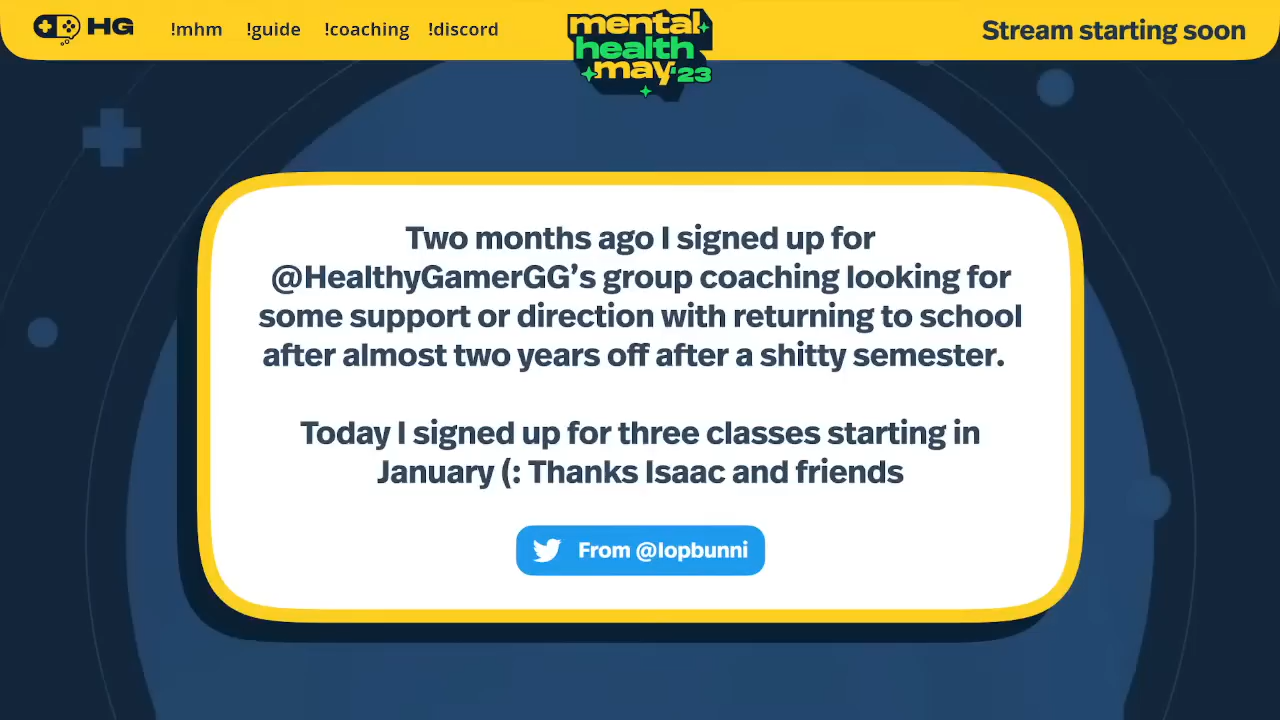 HG !mhm !guide !coaching !discord
mental
health
may'23
Stream starting soon
Two months ago I signed up for
@HealthyGamerGG’s group coaching looking for
some support or direction with returning to school
after almost two years off after a shitty semester.
Today I signed up for three classes starting in
January (: Thanks Isaac and friends
From @lopbunni